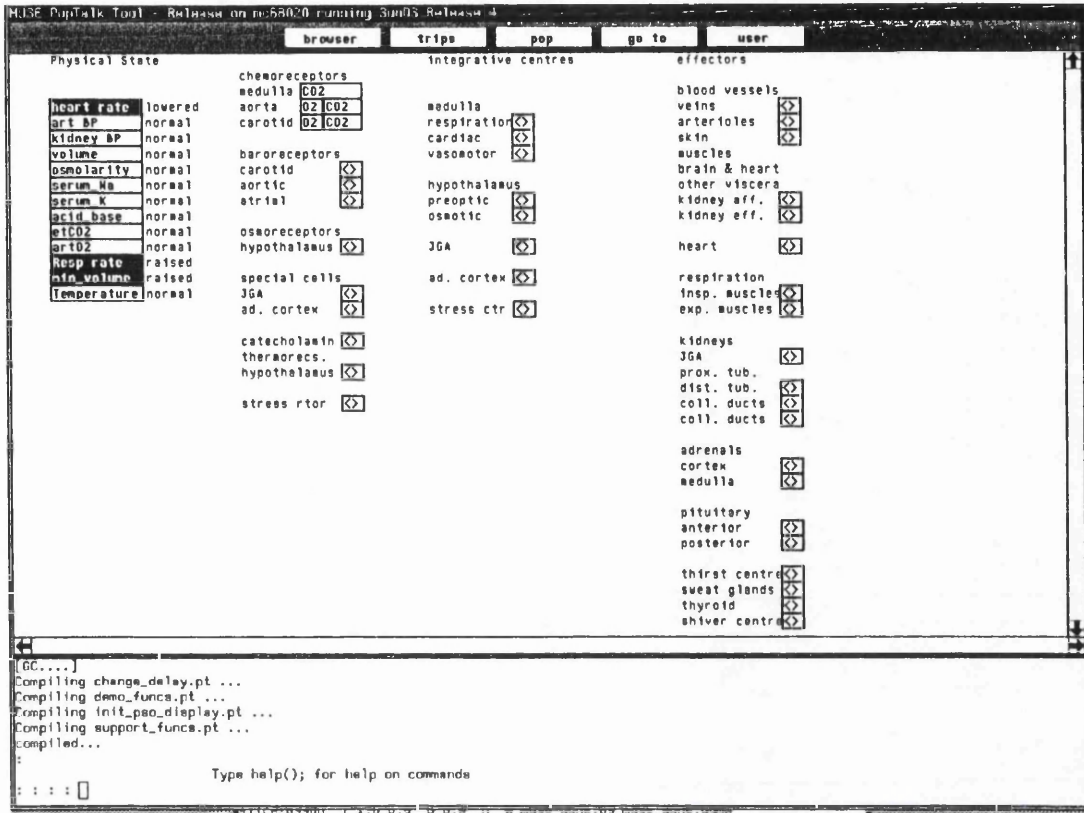 MUSE PopTalk Tool - Release on mc68020 running SunOS Release 4
browser trips pop go to user
Physical State
heart rate lowered
art BP normal
kidney BP normal
volume normal
osmolarity normal
serum_Na normal
serum_K normal
acid_base normal
etCO2 normal
artO2 normal
Resp rate raised
min_volume raised
Temperature normal
chemoreceptors
medulla CO2
aorta O2 CO2
carotid O2 CO2
baroreceptors
carotid <>
aortic <>
atrial <>
osmoreceptors
hypothalamus <>
special cells
JGA <>
ad. cortex <>
catecholamin <>
thermorecs.
hypothalamus <>
stress rtor <>
integrative centres
medulla
respiration <>
cardiac <>
vasomotor <>
hypothalamus
preoptic <>
osmotic <>
JGA <>
ad. cortex <>
stress ctr <>
effectors
blood vessels
veins <>
arterioles <>
skin <>
muscles
brain & heart
other viscera
kidney aff. <>
kidney eff. <>
heart <>
respiration
insp. muscles <>
exp. muscles <>
kidneys
JGA <>
prox. tub.
dist. tub. <>
coll. ducts <>
coll. ducts <>
adrenals
cortex <>
medulla <>
pituitary
anterior <>
posterior <>
thirst centre <>
sweat glands <>
thyroid <>
shiver centre <>
[GC....]
Compiling change_delay.pt ...
Compiling demo_funcs.pt ...
Compiling init_pso_display.pt ...
Compiling support_funcs.pt ...
compiled...
:
Type help(); for help on commands
: : : :